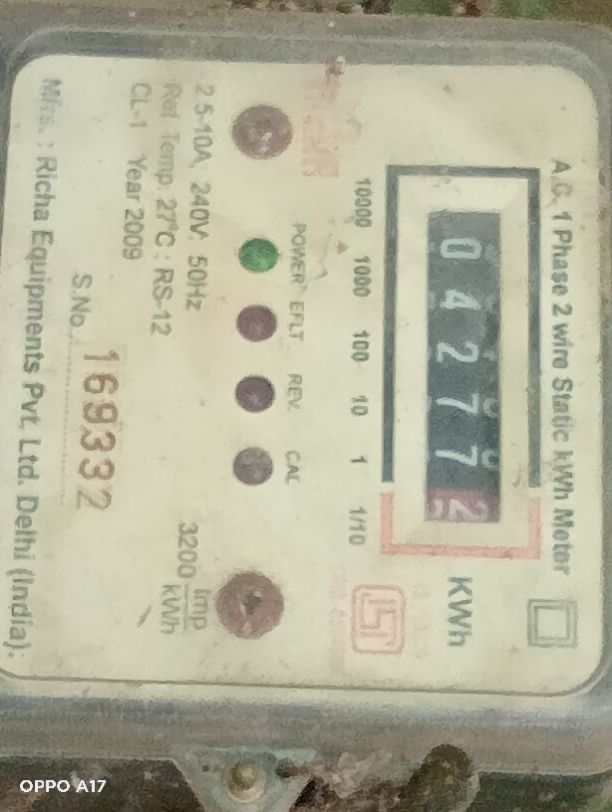 A.C. 1 Phase 2 wire Static kWh Meter
0 4 2 7 7 2
KWh
10000 1000 100 10 1 1/10
POWER EFLT REV. CAL
2.5-10A, 240V, 50Hz
3200 Imp
kWh
Ref. Temp. 27°C : RS-12
CL-1 Year 2009
S.No. 169332
Mfrs. : Richa Equipments Pvt. Ltd. Delhi (India).
OPPO A17